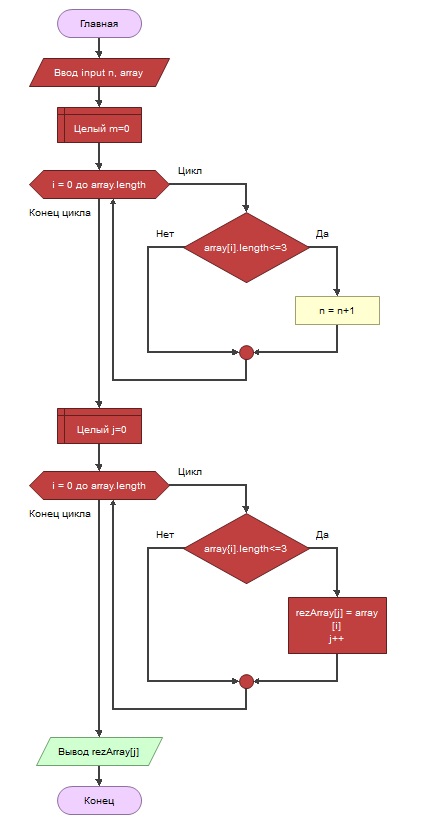 Главная
Ввод input n, array
Целый m=0
i = 0 до array.length
Цикл
Конец цикла
Нет
array[i].length<=3
Да
n = n+1
Целый j=0
i = 0 до array.length
Цикл
Конец цикла
Нет
array[i].length<=3
Да
rezArray[j] = array
[i]
j++
Вывод rezArray[j]
Конец